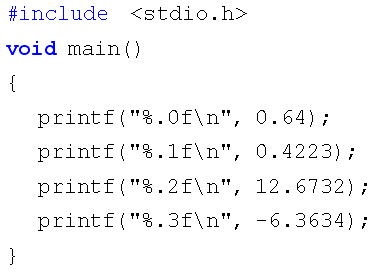 #include <stdio.h>
void main()
{
printf("%.0f\n", 0.64);
printf("%.1f\n", 0.4223);
printf("%.2f\n", 12.6732);
printf("%.3f\n", -6.3634);
}